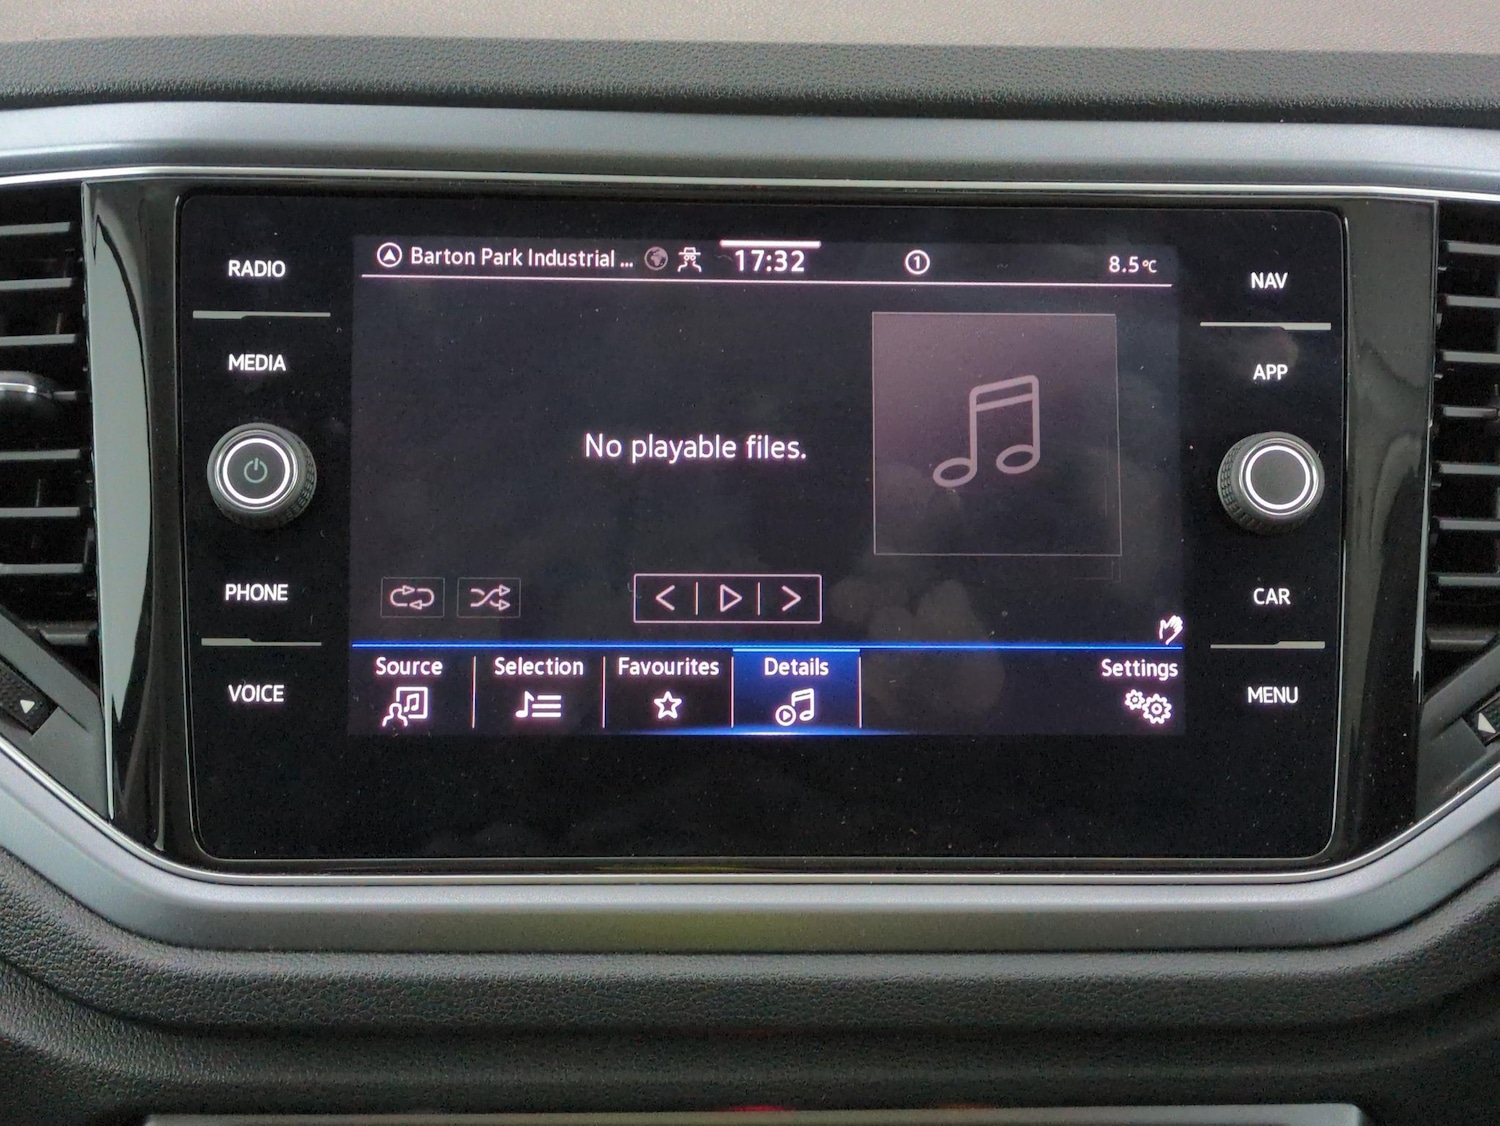 RADIO
MEDIA
PHONE
VOICE
Barton Park Industrial ... 17:32 1 8.5°C
No playable files.
Source Selection Favourites Details Settings
NAV
APP
CAR
MENU